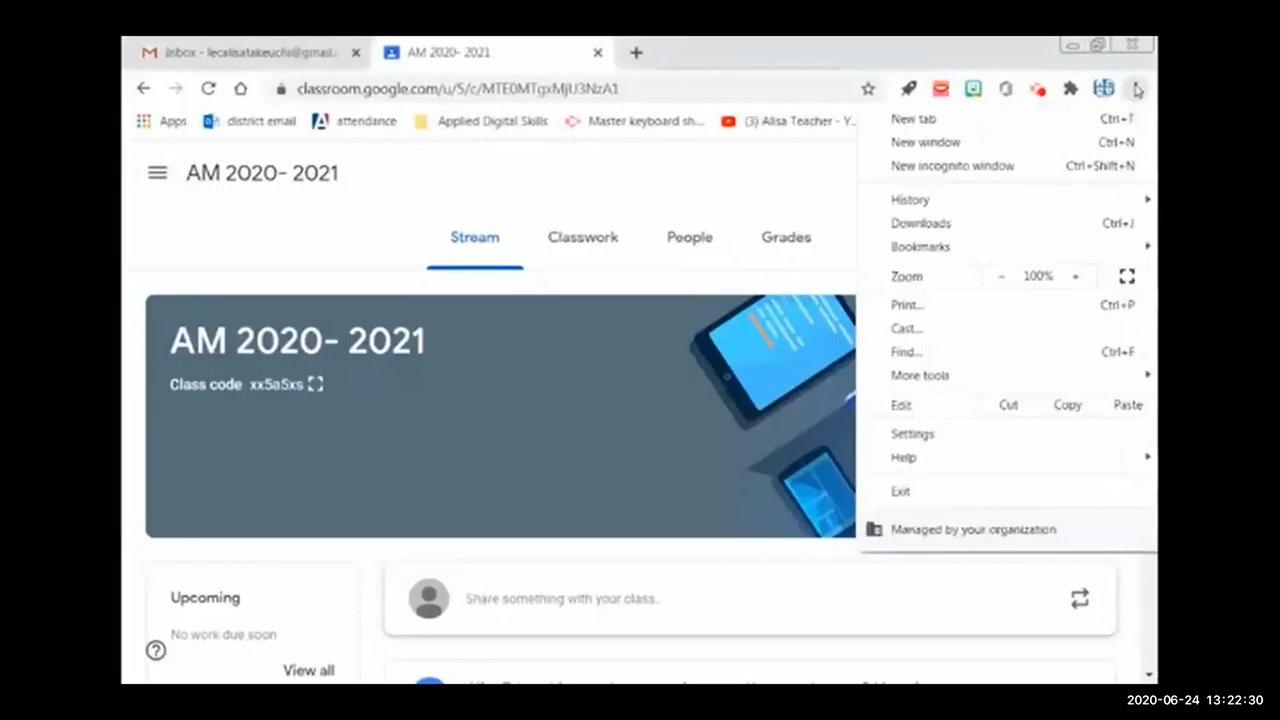 Inbox - lecalisatakeuchi@gmail.
AM 2020- 2021
classroom.google.com/u/5/c/MTE0MTgxMjU3NzA1
Apps
district email
attendance
Applied Digital Skills
Master keyboard sh...
(3) Alisa Teacher - Y...
AM 2020- 2021
Stream
Classwork
People
Grades
AM 2020- 2021
Class code xx5a5xs
Upcoming
No work due soon
View all
Share something with your class.
New tab Ctrl+T
New window Ctrl+N
New incognito window Ctrl+Shift+N
History
Downloads Ctrl+J
Bookmarks
Zoom - 100% +
Print... Ctrl+P
Cast...
Find... Ctrl+F
More tools
Edit Cut Copy Paste
Settings
Help
Exit
Managed by your organization
2020-06-24 13:22:30